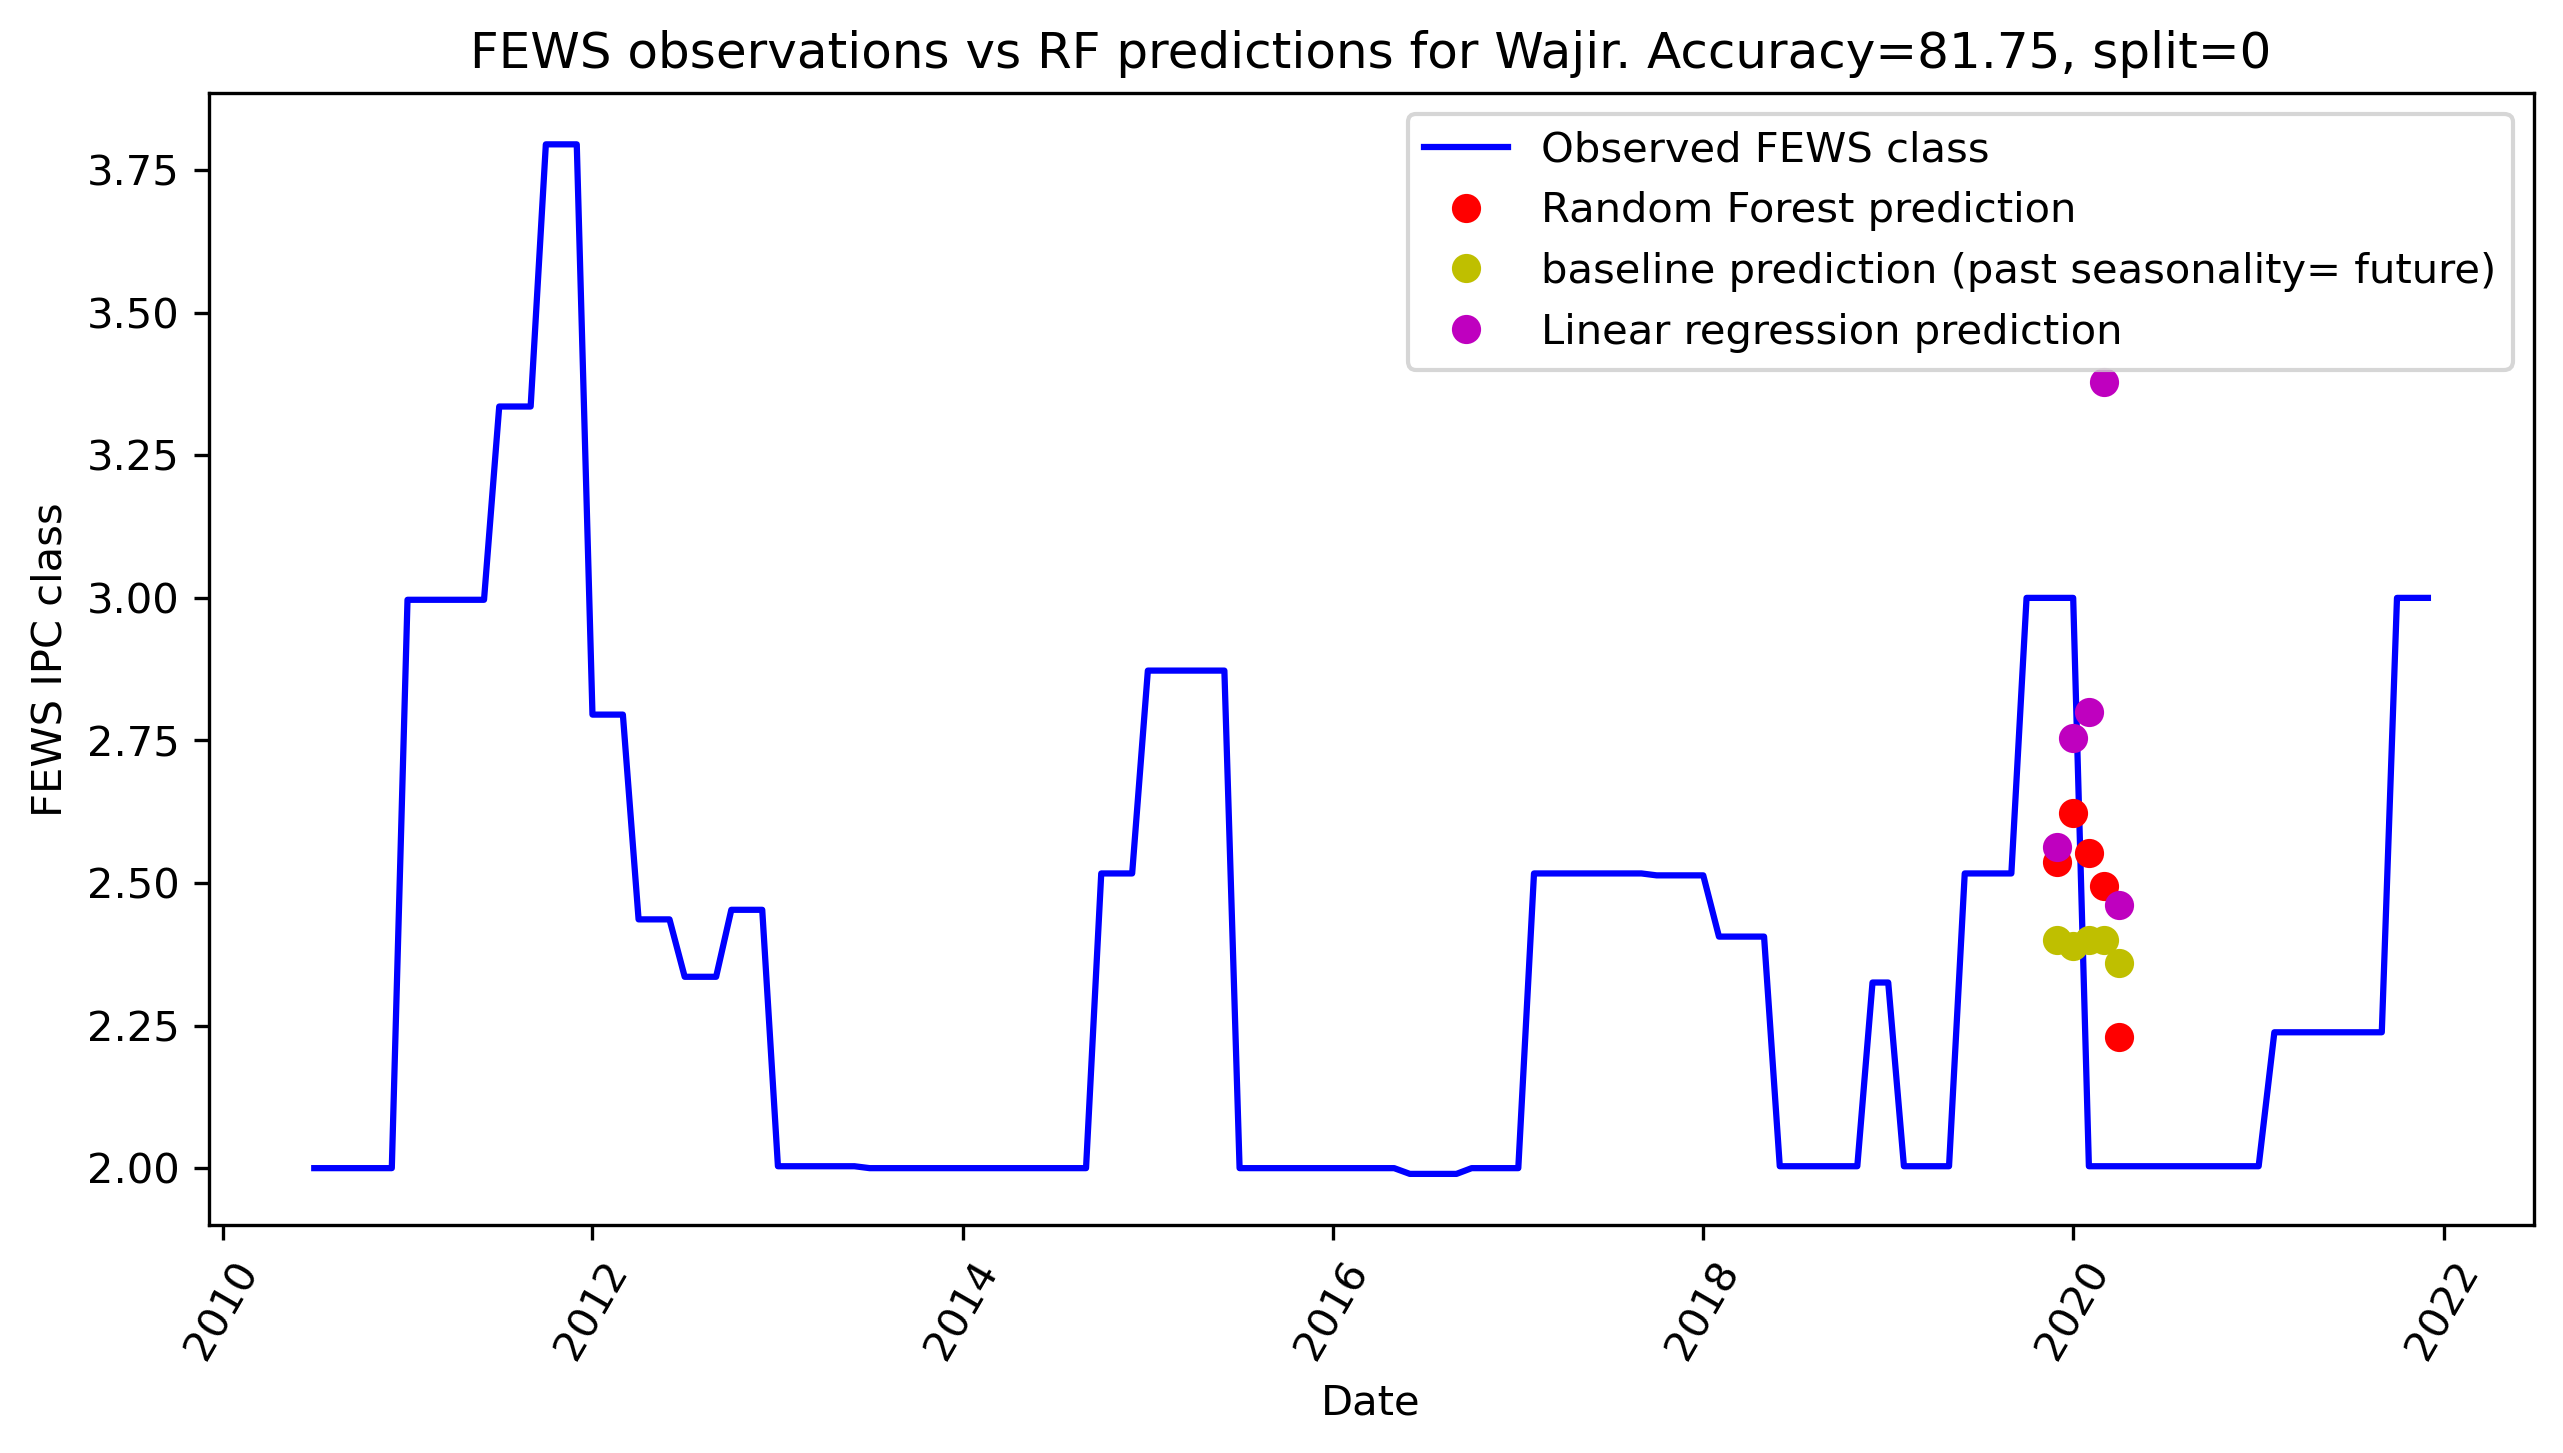 FEWS observations vs RF predictions for Wajir. Accuracy=81.75, split=0
Observed FEWS class
Random Forest prediction
baseline prediction (past seasonality= future)
Linear regression prediction
FEWS IPC class
3.75
3.50
3.25
3.00
2.75
2.50
2.25
2.00
2010
2012
2014
2016
2018
2020
2022
Date